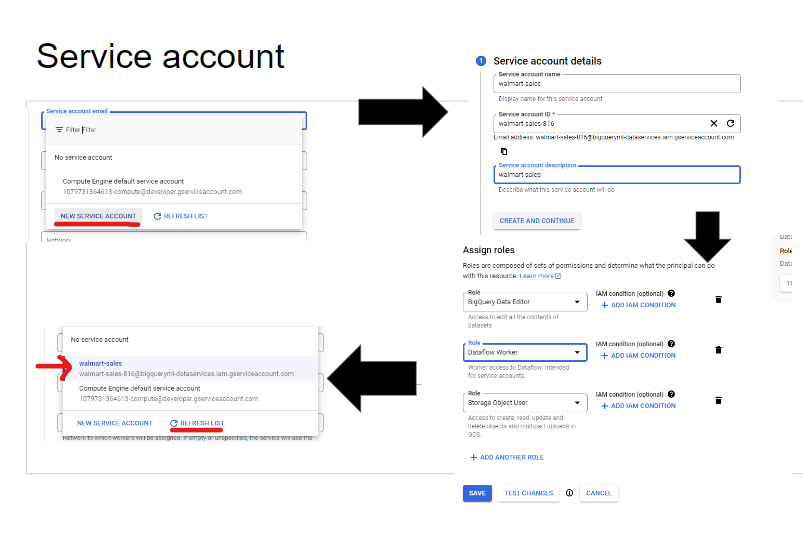 Service account
Service account email
Filter Filter
No service account
Compute Engine default service account
1079731364613-compute@developer.gserviceaccount.com
NEW SERVICE ACCOUNT
REFRESH LIST
Network
1
Service account details
Service account name
walmart-sales
Display name for this service account
Service account ID *
walmart-sales-816
Email address: walmart-sales-816@bigqueryml-dataservices.iam.gserviceaccount.com
Service account description
walmart sales
Describe what this service account will do
CREATE AND CONTINUE
Assign roles
Roles are composed of sets of permissions and determine what the principal can do
with this resource. Learn more
Role
BigQuery Data Editor
IAM condition (optional)
+ ADD IAM CONDITION
Access to edit all the contents of
datasets
Role
Dataflow Worker
IAM condition (optional)
+ ADD IAM CONDITION
Worker access to Dataflow. Intended
for service accounts.
Role
Storage Object User
IAM condition (optional)
+ ADD IAM CONDITION
Access to create, read, update and
delete objects and multipart uploads in
GCS.
+ ADD ANOTHER ROLE
SAVE
TEST CHANGES
CANCEL
No service account
walmart-sales
walmart-sales-816@bigqueryml-dataservices.iam.gserviceaccount.com
Compute Engine default service account
1079731364613-compute@developer.gserviceaccount.com
NEW SERVICE ACCOUNT
REFRESH LIST
Network to which workers will be assigned. If empty or unspecified, the service will use the
Role